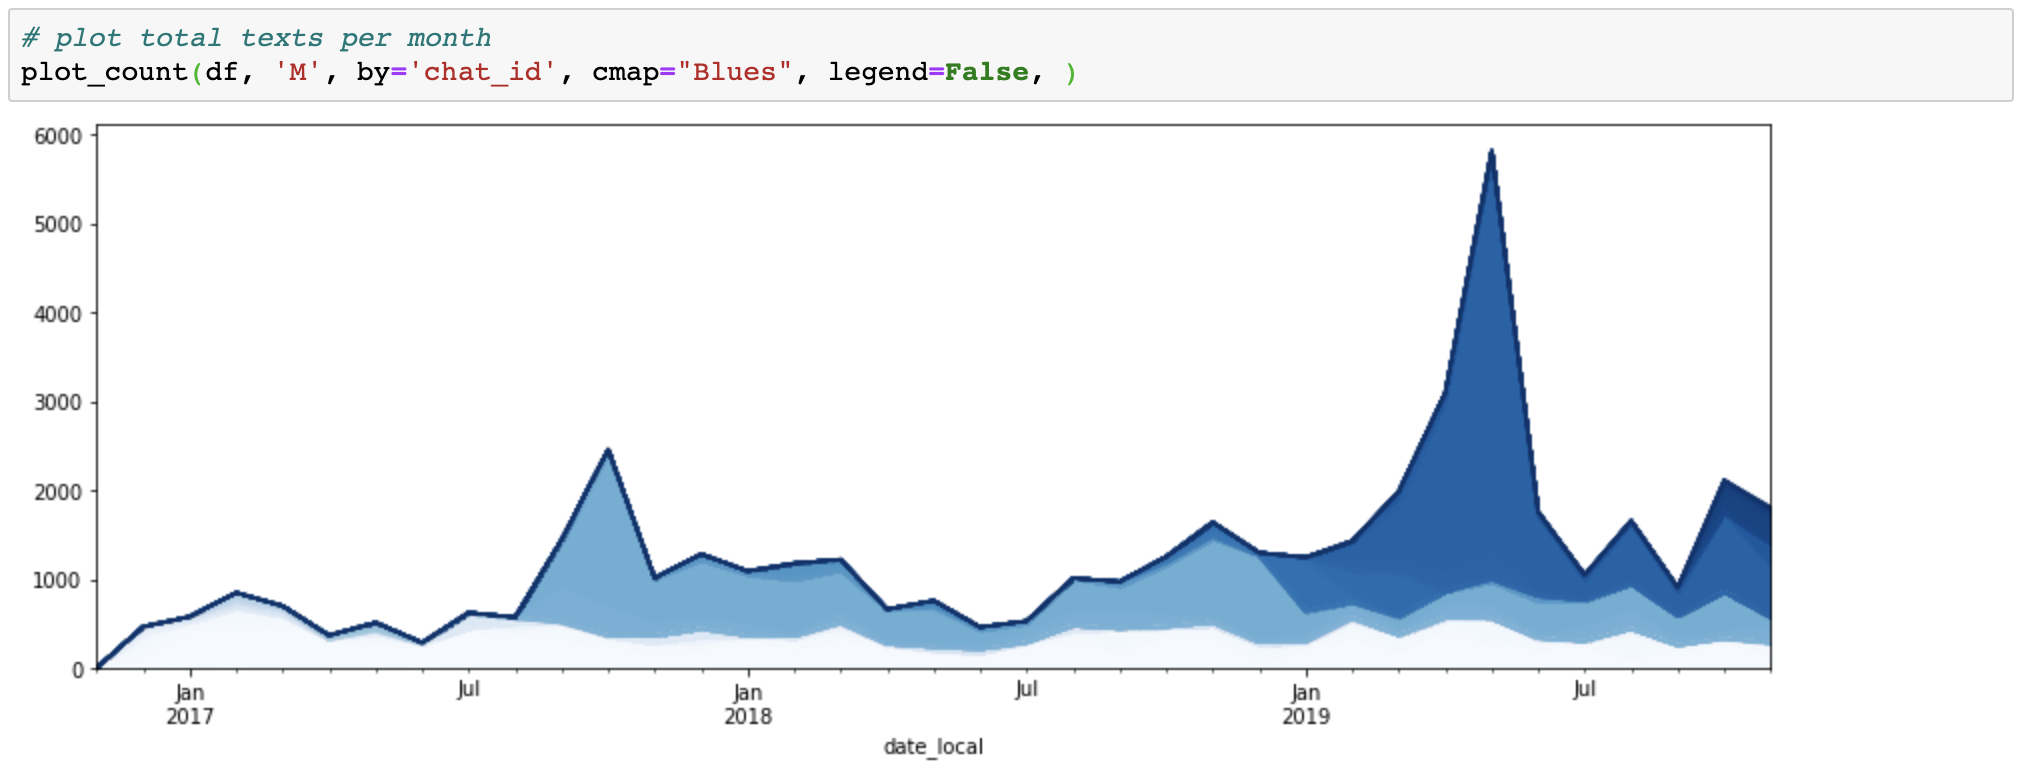 # plot total texts per month
plot_count(df, 'M', by='chat_id', cmap="Blues", legend=False, )
6000
5000
4000
3000
2000
1000
0
Jan Jul Jan Jul Jan Jul
2017 2018 2019
date_local